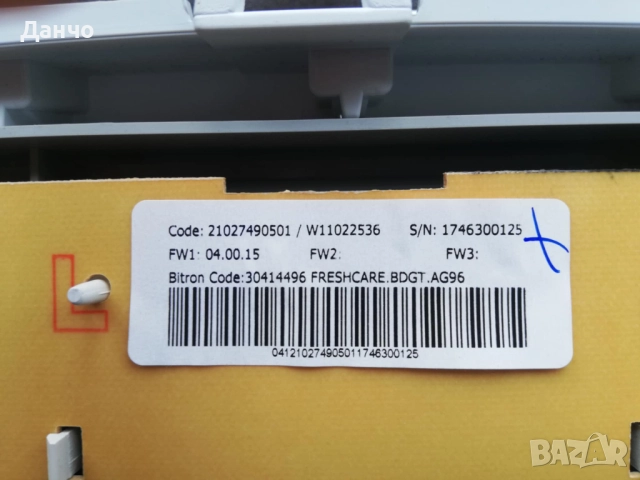 Данчо
Code: 21027490501 / W11022536 S/N: 1746300125
FW1: 04.00.15 FW2: FW3:
Bitron Code:30414496 FRESHCARE.BDGT.AG96
041210274905011746300125
L
BAZAR